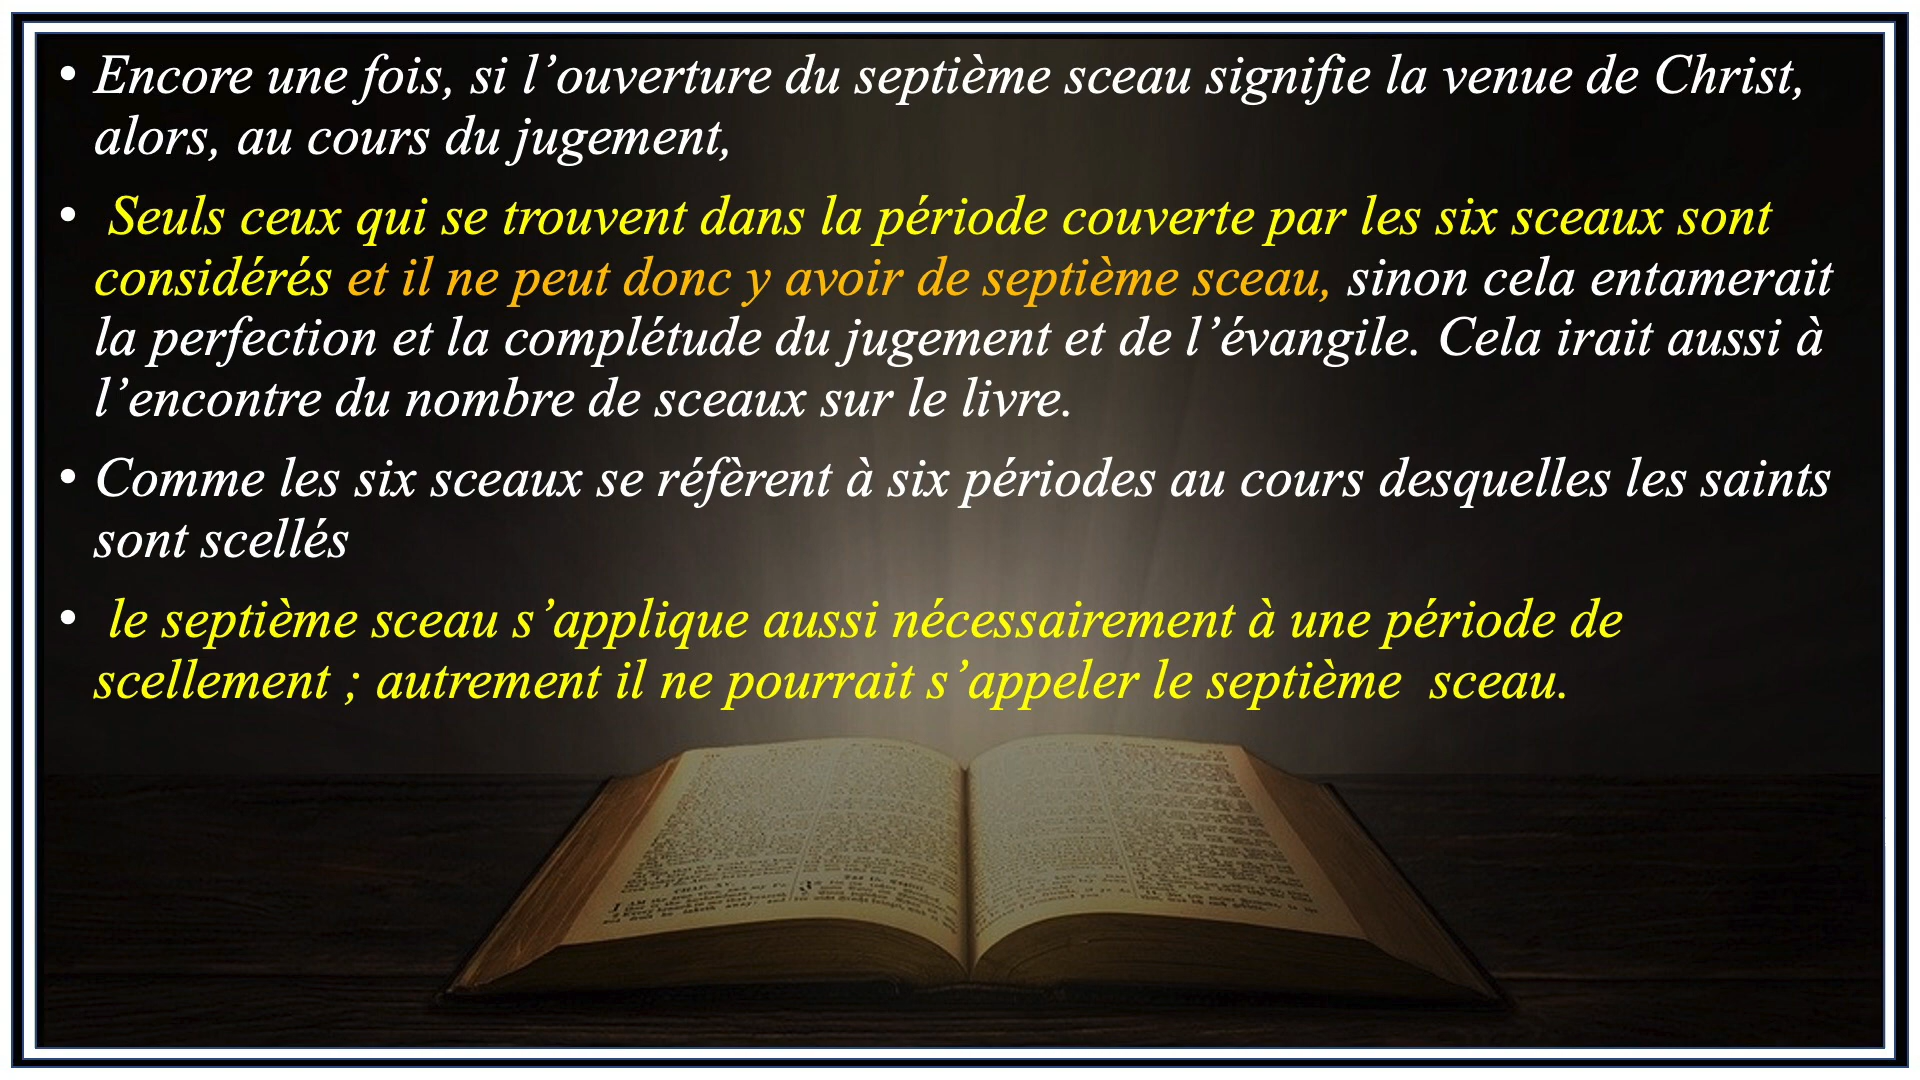 • Encore une fois, si l’ouverture du septième sceau signifie la venue de Christ,
alors, au cours du jugement,
• Seuls ceux qui se trouvent dans la période couverte par les six sceaux sont
considérés et il ne peut donc y avoir de septième sceau, sinon cela entamerait
la perfection et la complétude du jugement et de l’évangile. Cela irait aussi à
l’encontre du nombre de sceaux sur le livre.
• Comme les six sceaux se réfèrent à six périodes au cours desquelles les saints
sont scellés
• le septième sceau s’applique aussi nécessairement à une période de
scellement ; autrement il ne pourrait s’appeler le septième  sceau.